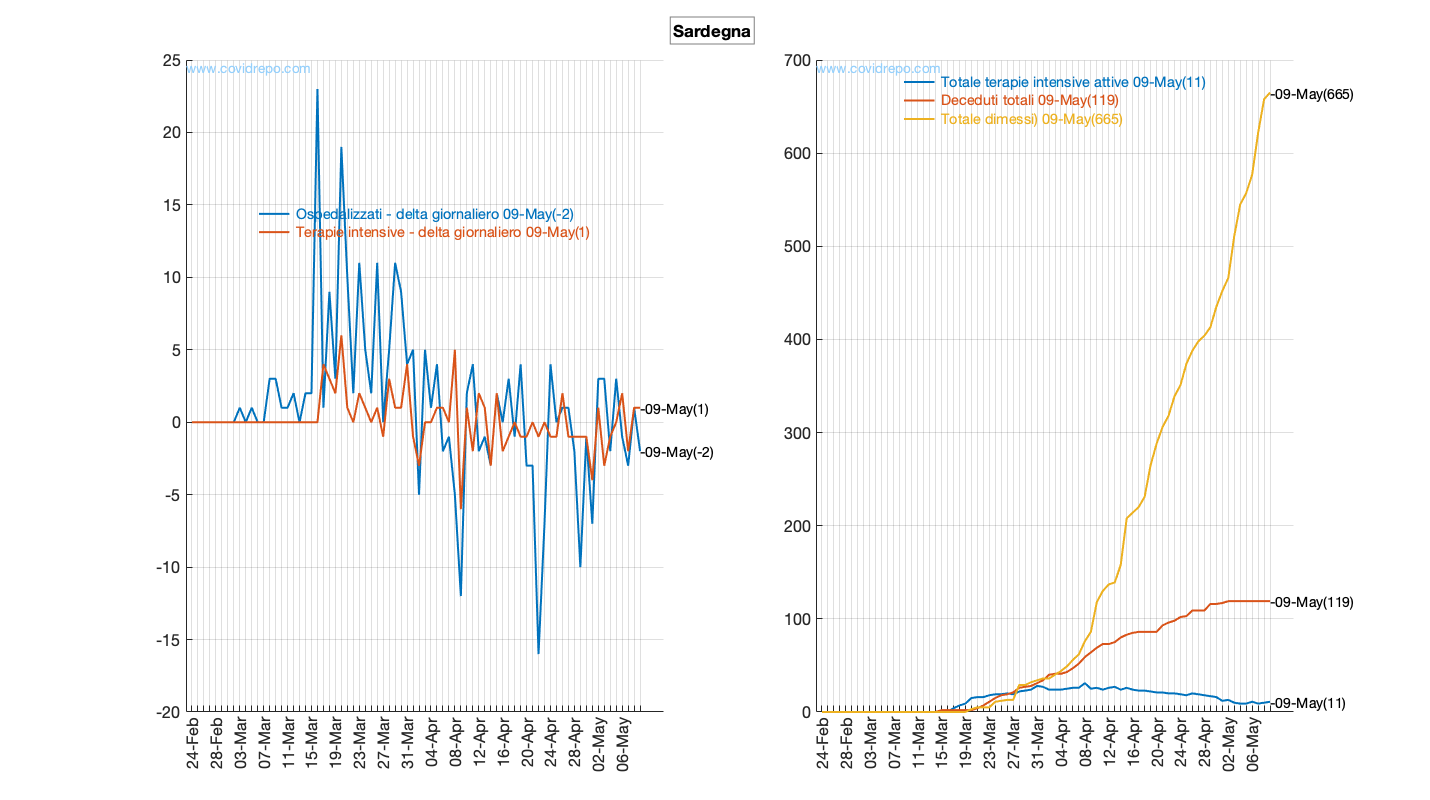 Sardegna
25
20
15
10
5
0
-5
-10
-15
-20
www.covidrepo.com
Ospedalizzati - delta giornaliero 09-May(-2)
Terapie intensive - delta giornaliero 09-May(1)
-09-May(1)
-09-May(-2)
24-Feb
28-Feb
03-Mar
07-Mar
11-Mar
15-Mar
19-Mar
23-Mar
27-Mar
31-Mar
04-Apr
08-Apr
12-Apr
16-Apr
20-Apr
24-Apr
28-Apr
02-May
06-May
700
600
500
400
300
200
100
0
www.covidrepo.com
Totale terapie intensive attive 09-May(11)
Deceduti totali 09-May(119)
Totale dimessi) 09-May(665)
-09-May(665)
-09-May(119)
-09-May(11)
24-Feb
28-Feb
03-Mar
07-Mar
11-Mar
15-Mar
19-Mar
23-Mar
27-Mar
31-Mar
04-Apr
08-Apr
12-Apr
16-Apr
20-Apr
24-Apr
28-Apr
02-May
06-May